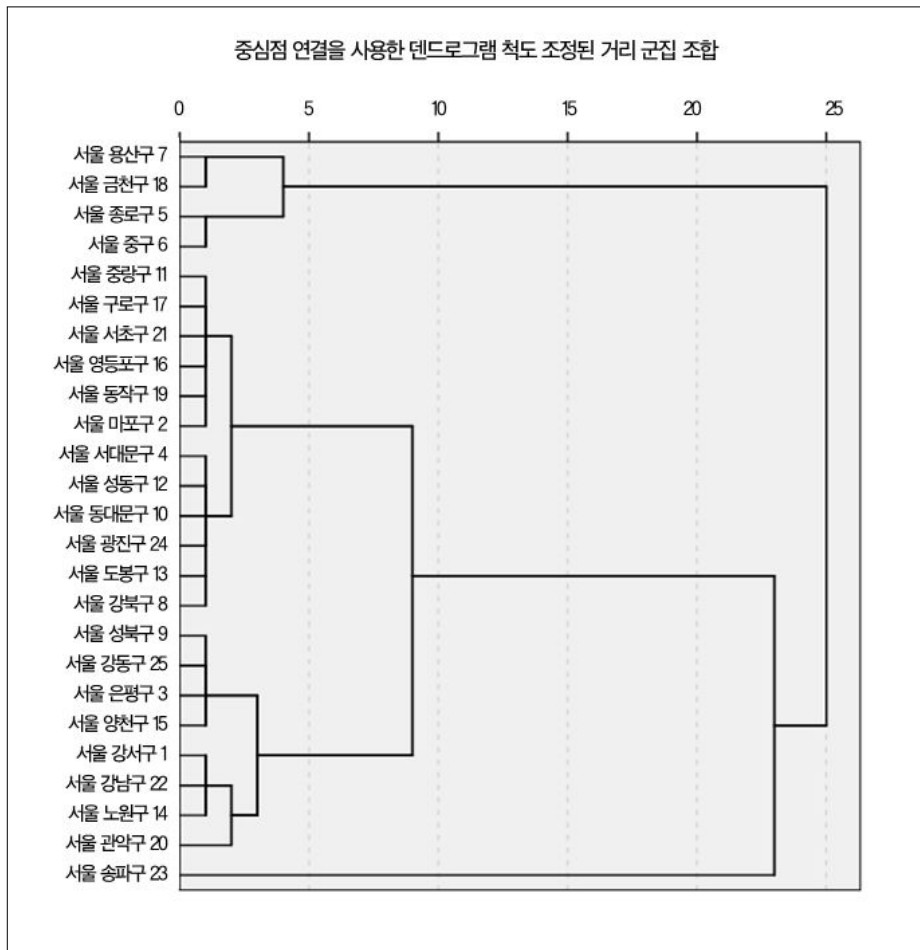 중심점 연결을 사용한 덴드로그램 척도 조정된 거리 군집 조합
0 5 10 15 20 25
서울 용산구 7
서울 금천구 18
서울 종로구 5
서울 중구 6
서울 중랑구 11
서울 구로구 17
서울 서초구 21
서울 영등포구 16
서울 동작구 19
서울 마포구 2
서울 서대문구 4
서울 성동구 12
서울 동대문구 10
서울 광진구 24
서울 도봉구 13
서울 강북구 8
서울 성북구 9
서울 강동구 25
서울 은평구 3
서울 양천구 15
서울 강서구 1
서울 강남구 22
서울 노원구 14
서울 관악구 20
서울 송파구 23